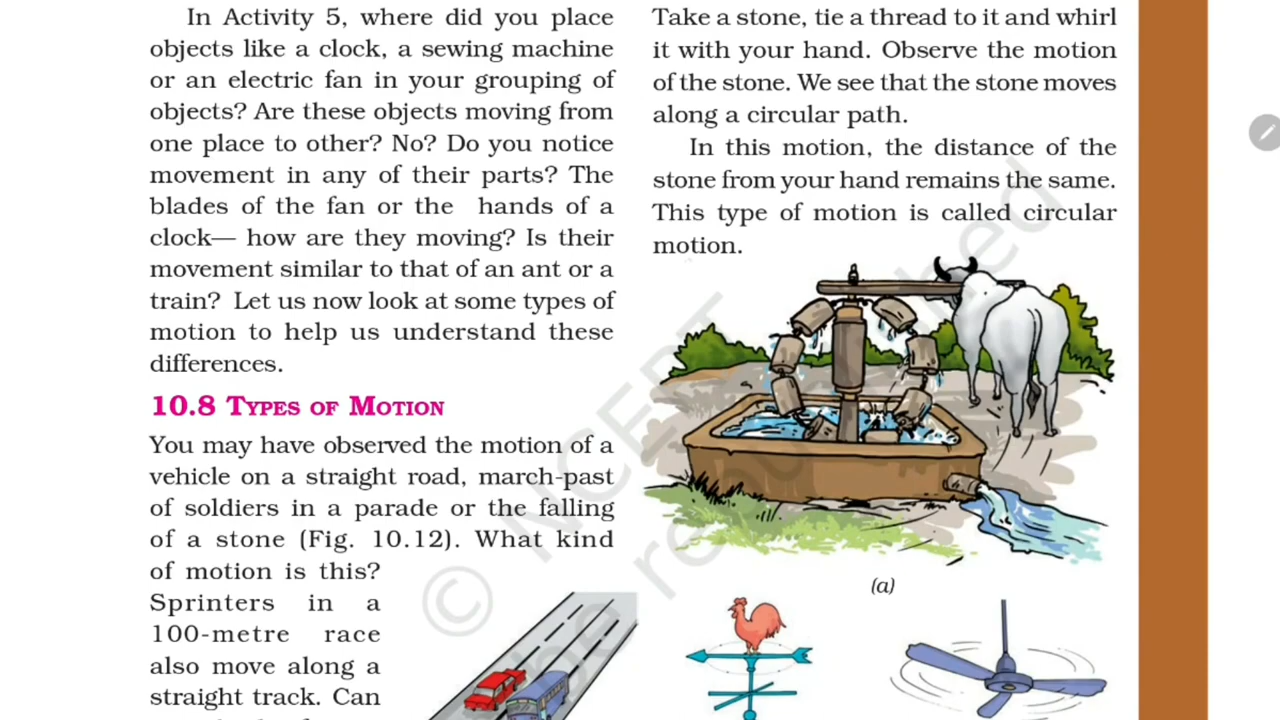 In Activity 5, where did you place
objects like a clock, a sewing machine
or an electric fan in your grouping of
objects? Are these objects moving from
one place to other? No? Do you notice
movement in any of their parts? The
blades of the fan or the hands of a
clock— how are they moving? Is their
movement similar to that of an ant or a
train? Let us now look at some types of
motion to help us understand these
differences.
10.8 TYPES OF MOTION
You may have observed the motion of a
vehicle on a straight road, march-past
of soldiers in a parade or the falling
of a stone (Fig. 10.12). What kind
of motion is this?
Sprinters in a
100-metre race
also move along a
straight track. Can
Take a stone, tie a thread to it and whirl
it with your hand. Observe the motion
of the stone. We see that the stone moves
along a circular path.
In this motion, the distance of the
stone from your hand remains the same.
This type of motion is called circular
motion.
(a)
© NCERT